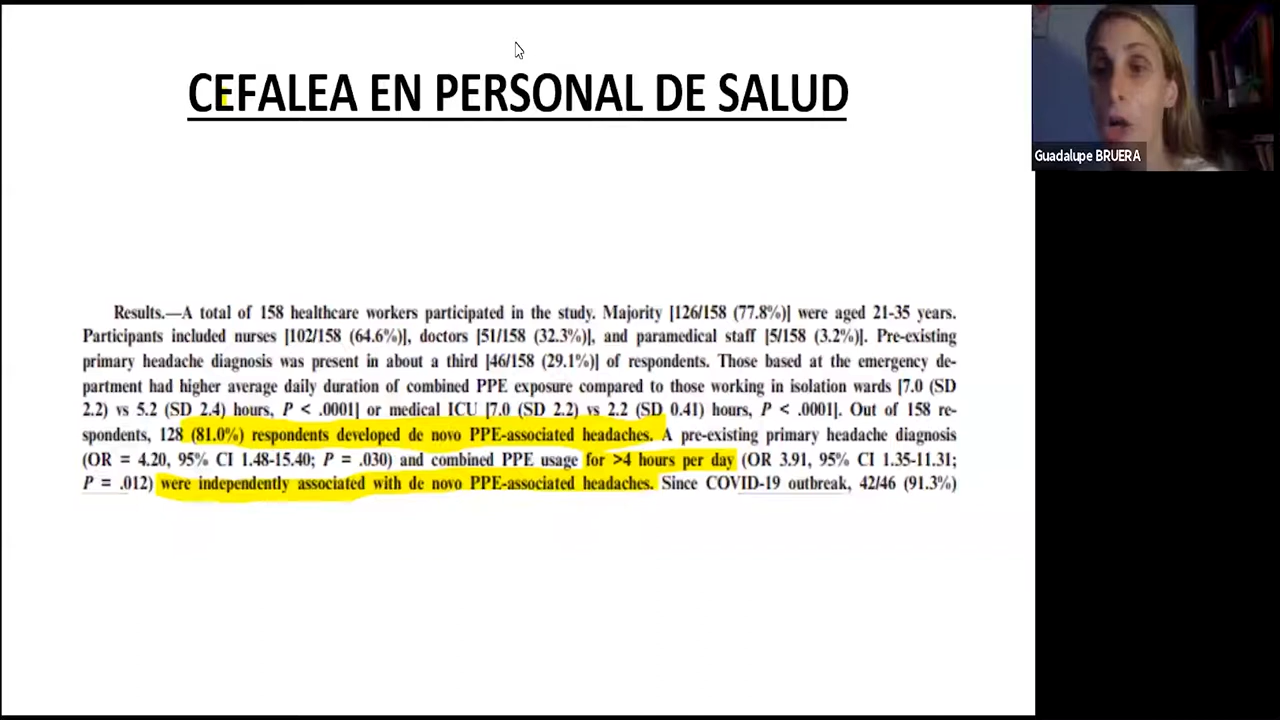 CEFALEA EN PERSONAL DE SALUD
Guadalupe BRUERA
Results.—A total of 158 healthcare workers participated in the study. Majority [126/158 (77.8%)] were aged 21-35 years.
Participants included nurses [102/158 (64.6%)], doctors [51/158 (32.3%)], and paramedical staff [5/158 (3.2%)]. Pre-existing
primary headache diagnosis was present in about a third [46/158 (29.1%)] of respondents. Those based at the emergency de-
partment had higher average daily duration of combined PPE exposure compared to those working in isolation wards [7.0 (SD
2.2) vs 5.2 (SD 2.4) hours, P < .0001] or medical ICU [7.0 (SD 2.2) vs 2.2 (SD 0.41) hours, P < .0001]. Out of 158 re-
spondents, 128 (81.0%) respondents developed de novo PPE-associated headaches. A pre-existing primary headache diagnosis
(OR = 4.20, 95% CI 1.48-15.40; P = .030) and combined PPE usage for >4 hours per day (OR 3.91, 95% CI 1.35-11.31;
P = .012) were independently associated with de novo PPE-associated headaches. Since COVID-19 outbreak, 42/46 (91.3%)